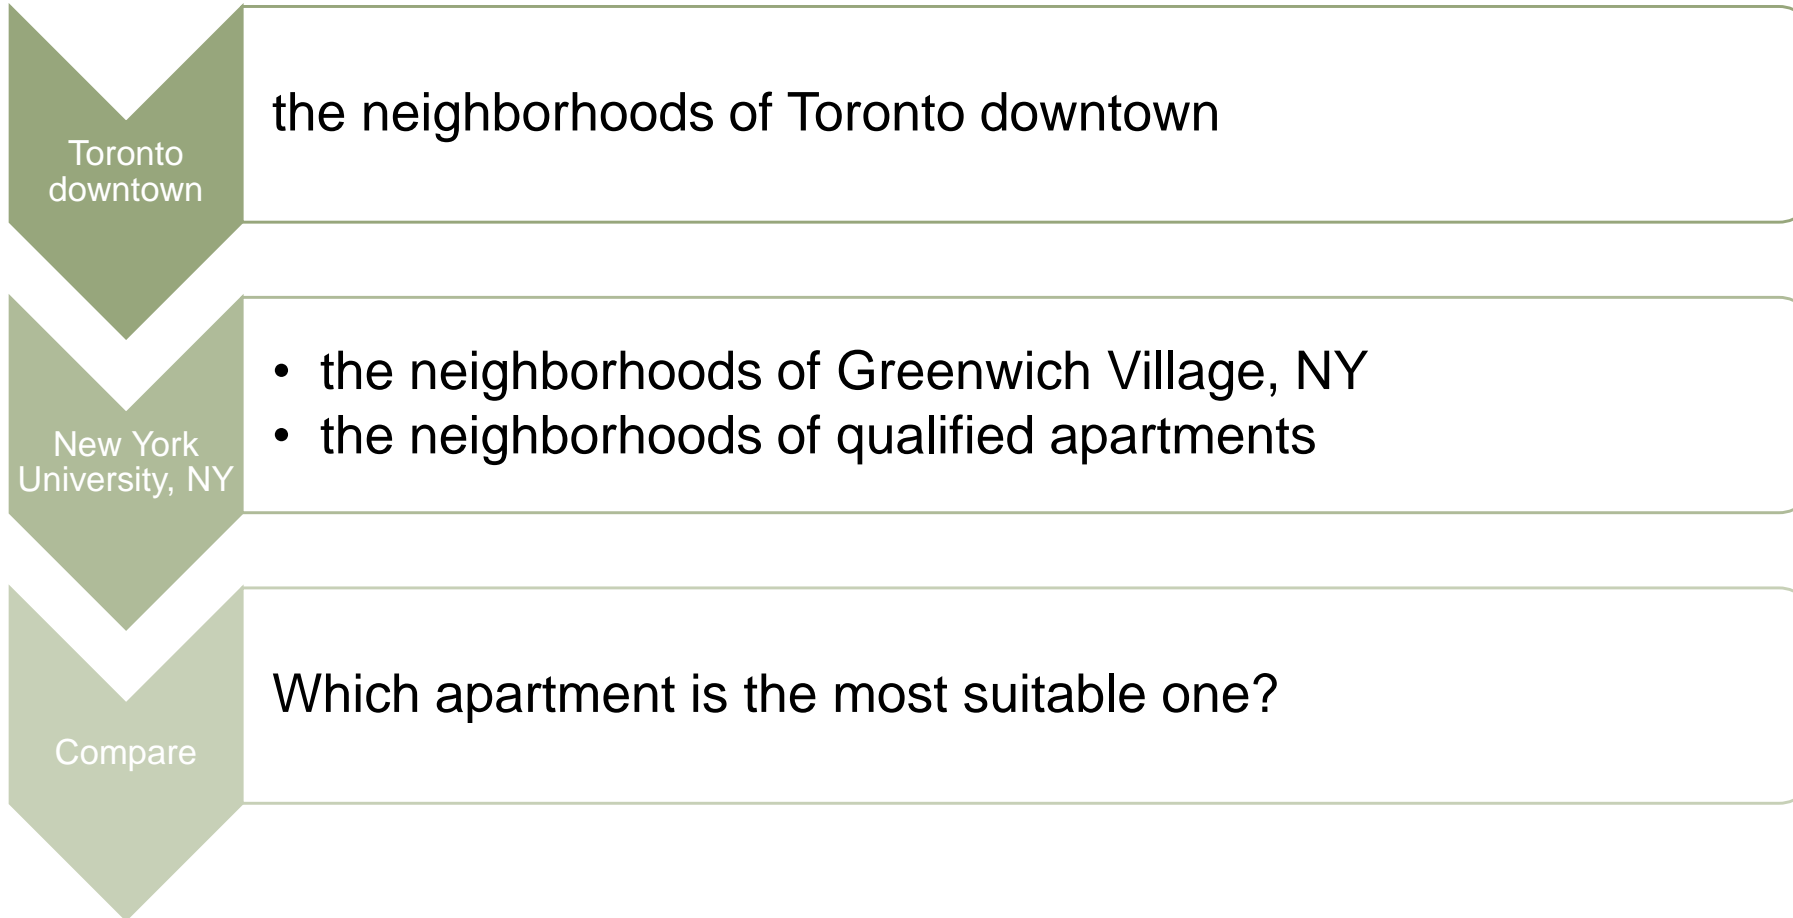 Toronto
downtown
the neighborhoods of Toronto downtown
New York
University, NY
• the neighborhoods of Greenwich Village, NY
• the neighborhoods of qualified apartments
Compare
Which apartment is the most suitable one?